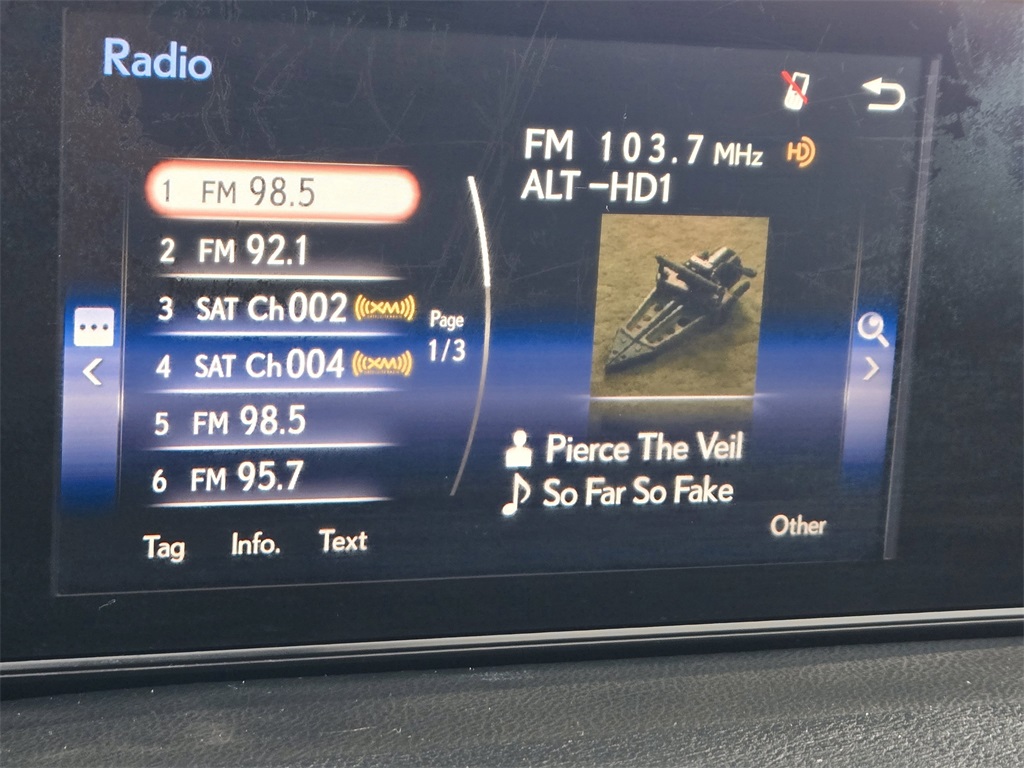 Radio
FM 103.7 MHz HD
ALT -HD1
1 FM 98.5
2 FM 92.1
3 SAT Ch002 ((XM))
4 SAT Ch004 ((XM))
5 FM 98.5
6 FM 95.7
Page
1/3
Pierce The Veil
So Far So Fake
Tag Info. Text
Other